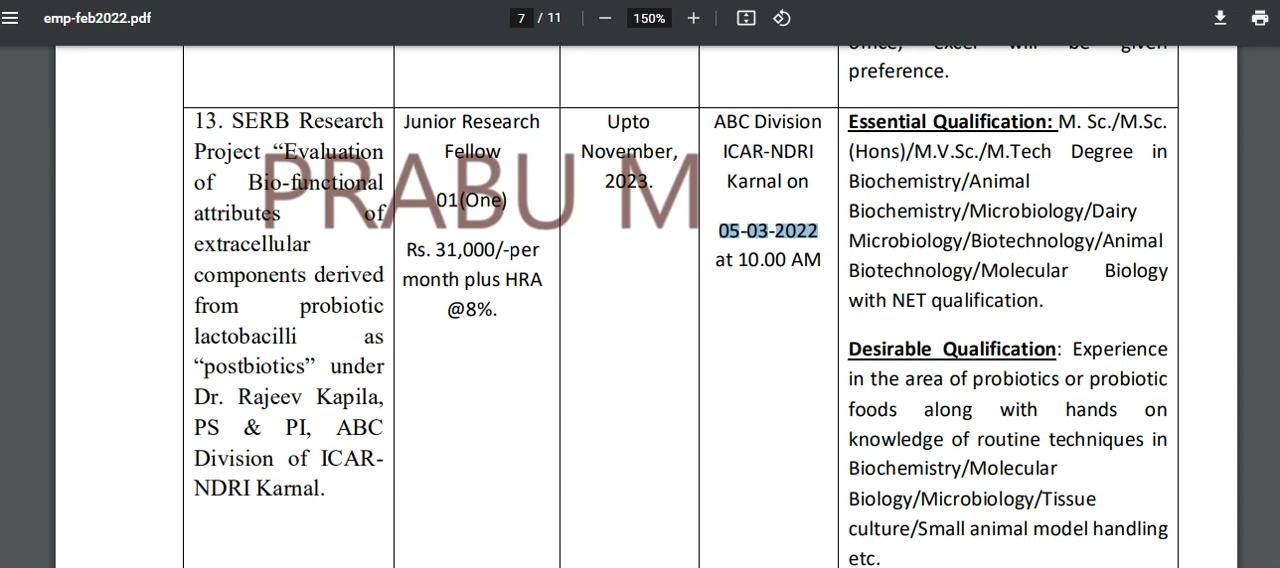 emp-feb2022.pdf
7 / 11
150%
office, excel will be given
preference.
13. SERB Research
Project “Evaluation
of Bio-functional
attributes of
extracellular
components derived
from probiotic
lactobacilli as
“postbiotics” under
Dr. Rajeev Kapila,
PS & PI, ABC
Division of ICAR-
NDRI Karnal.
Junior Research
Fellow
01(One)
Rs. 31,000/-per
month plus HRA
@8%.
Upto
November,
2023.
ABC Division
ICAR-NDRI
Karnal on
05-03-2022
at 10.00 AM
Essential Qualification: M. Sc./M.Sc.
(Hons)/M.V.Sc./M.Tech Degree in
Biochemistry/Animal
Biochemistry/Microbiology/Dairy
Microbiology/Biotechnology/Animal
Biotechnology/Molecular Biology
with NET qualification.
Desirable Qualification: Experience
in the area of probiotics or probiotic
foods along with hands on
knowledge of routine techniques in
Biochemistry/Molecular
Biology/Microbiology/Tissue
culture/Small animal model handling
etc.
PRABU M